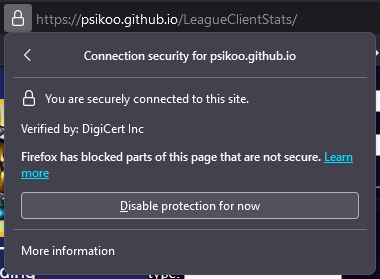 https://psikoo.github.io/LeagueClientStats/
Connection security for psikoo.github.io
You are securely connected to this site.
Verified by: DigiCert Inc
Firefox has blocked parts of this page that are not secure. Learn
more
Disable protection for now
More information
type: